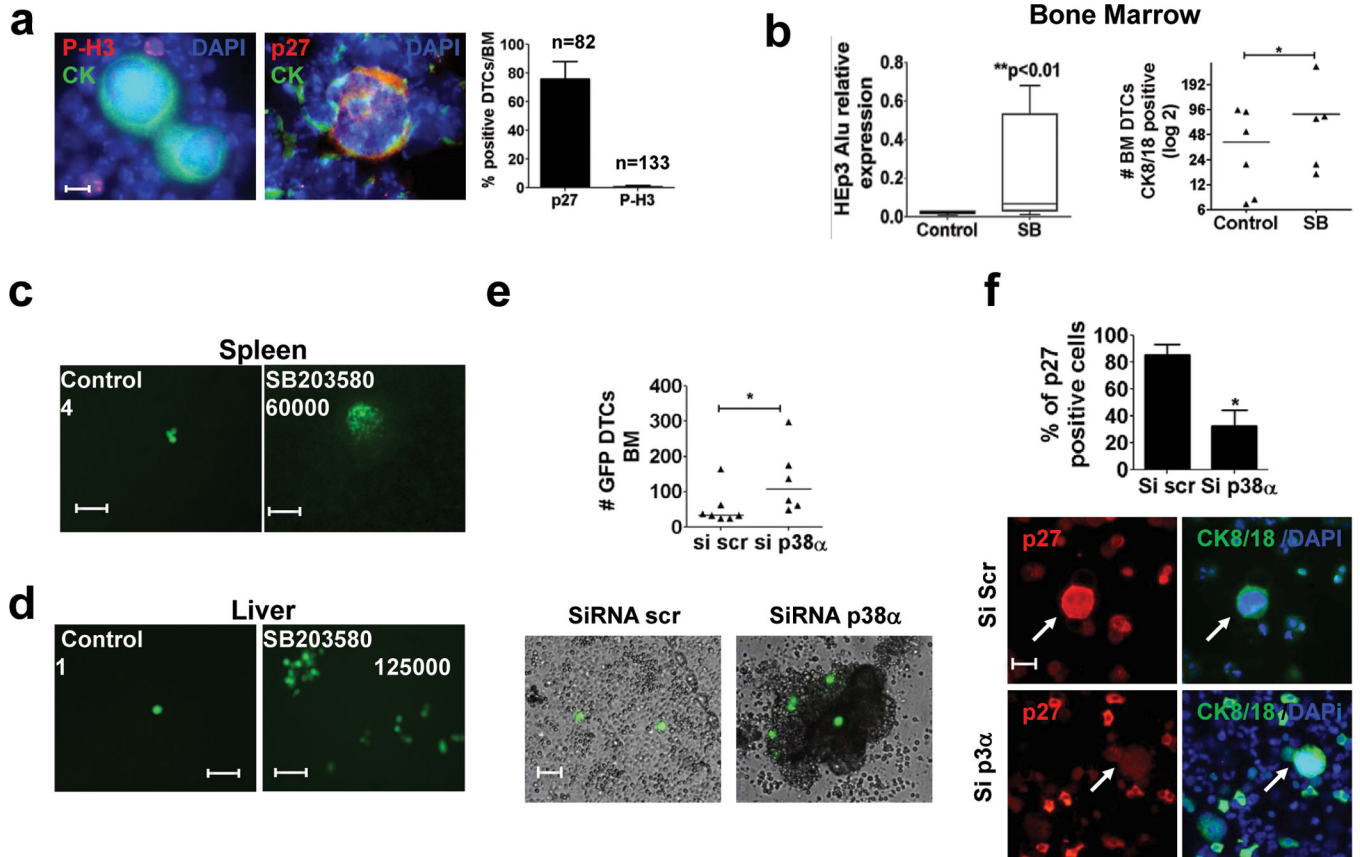 a
P-H3 DAPI
CK
p27 DAPI
CK
% positive DTCs/BM
100
80
60
40
20
0
n=82
n=133
p27 P-H3
b
Bone Marrow
HEp3 Alu relative
expression
0.8
0.6
0.4
0.2
0.0
**p<0.01
Control SB
# BM DTCs
CK8/18 positive
(log 2)
192
96
48
24
12
6
*
Control SB
c
Spleen
Control
4
SB203580
60000
d
Liver
Control
1
SB203580
125000
e
# GFP DTCs
BM
400
300
200
100
0
*
si scr si p38α
SiRNA scr SiRNA p38α
f
% of p27
positive cells
100
80
60
40
20
0
*
Si scr Si p38α
Si Scr
p27
CK8/18 /DAPI
Si p3α
p27
CK8/18 /DAPi